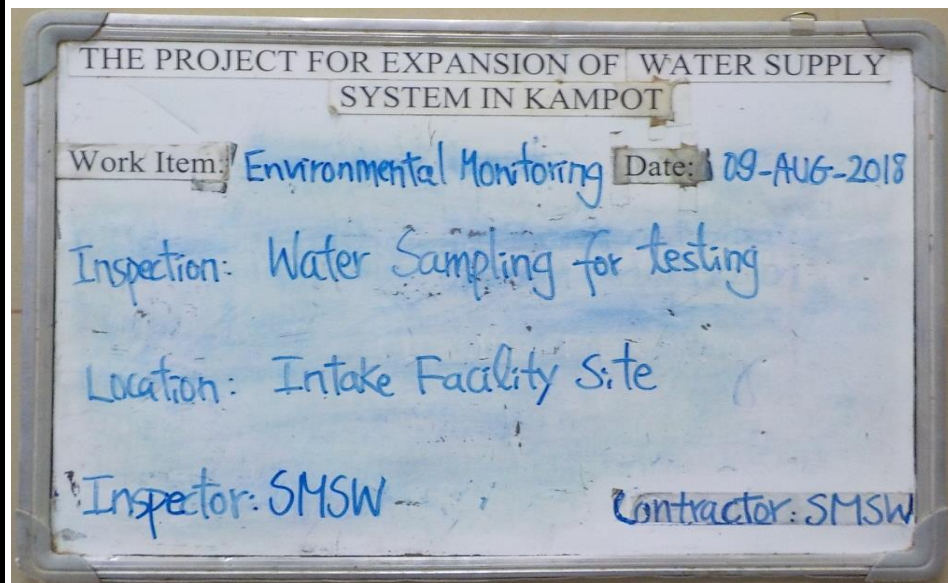 THE PROJECT FOR EXPANSION OF WATER SUPPLY
SYSTEM IN KAMPOT
Work Item: Environmental Monitoring Date: 09-AUG-2018
Inspection: Water Sampling for testing
Location: Intake Facility Site
Inspector: SMSW Contractor: SMSW